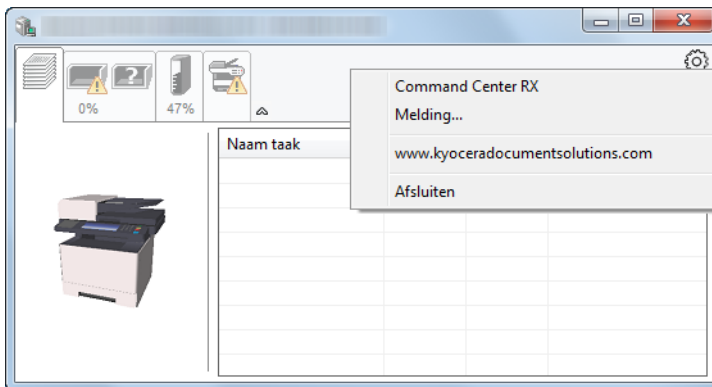 0%
47%
Naam taak
Command Center RX
Melding...
www.kyoceradocumentsolutions.com
Afsluiten